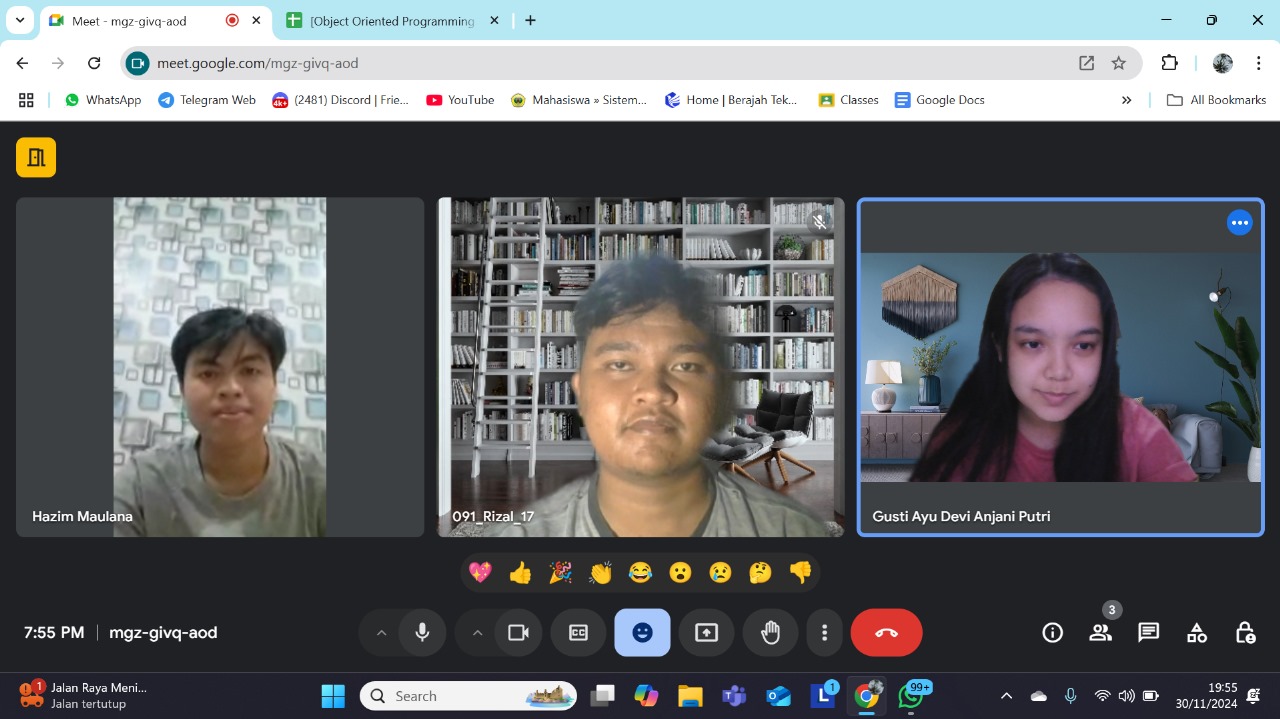 Meet - mgz-givq-aod
[Object Oriented Programming
meet.google.com/mgz-givq-aod
WhatsApp
Telegram Web
4k+
(2481) Discord | Frie...
YouTube
Mahasiswa » Sistem...
Home | Berajah Tek...
Classes
Google Docs
All Bookmarks
Hazim Maulana
091_Rizal_17
Gusti Ayu Devi Anjani Putri
7:55 PM
mgz-givq-aod
CC
3
1
Jalan Raya Meni...
Jalan tertutup
Search
L
1
99+
19:55
30/11/2024